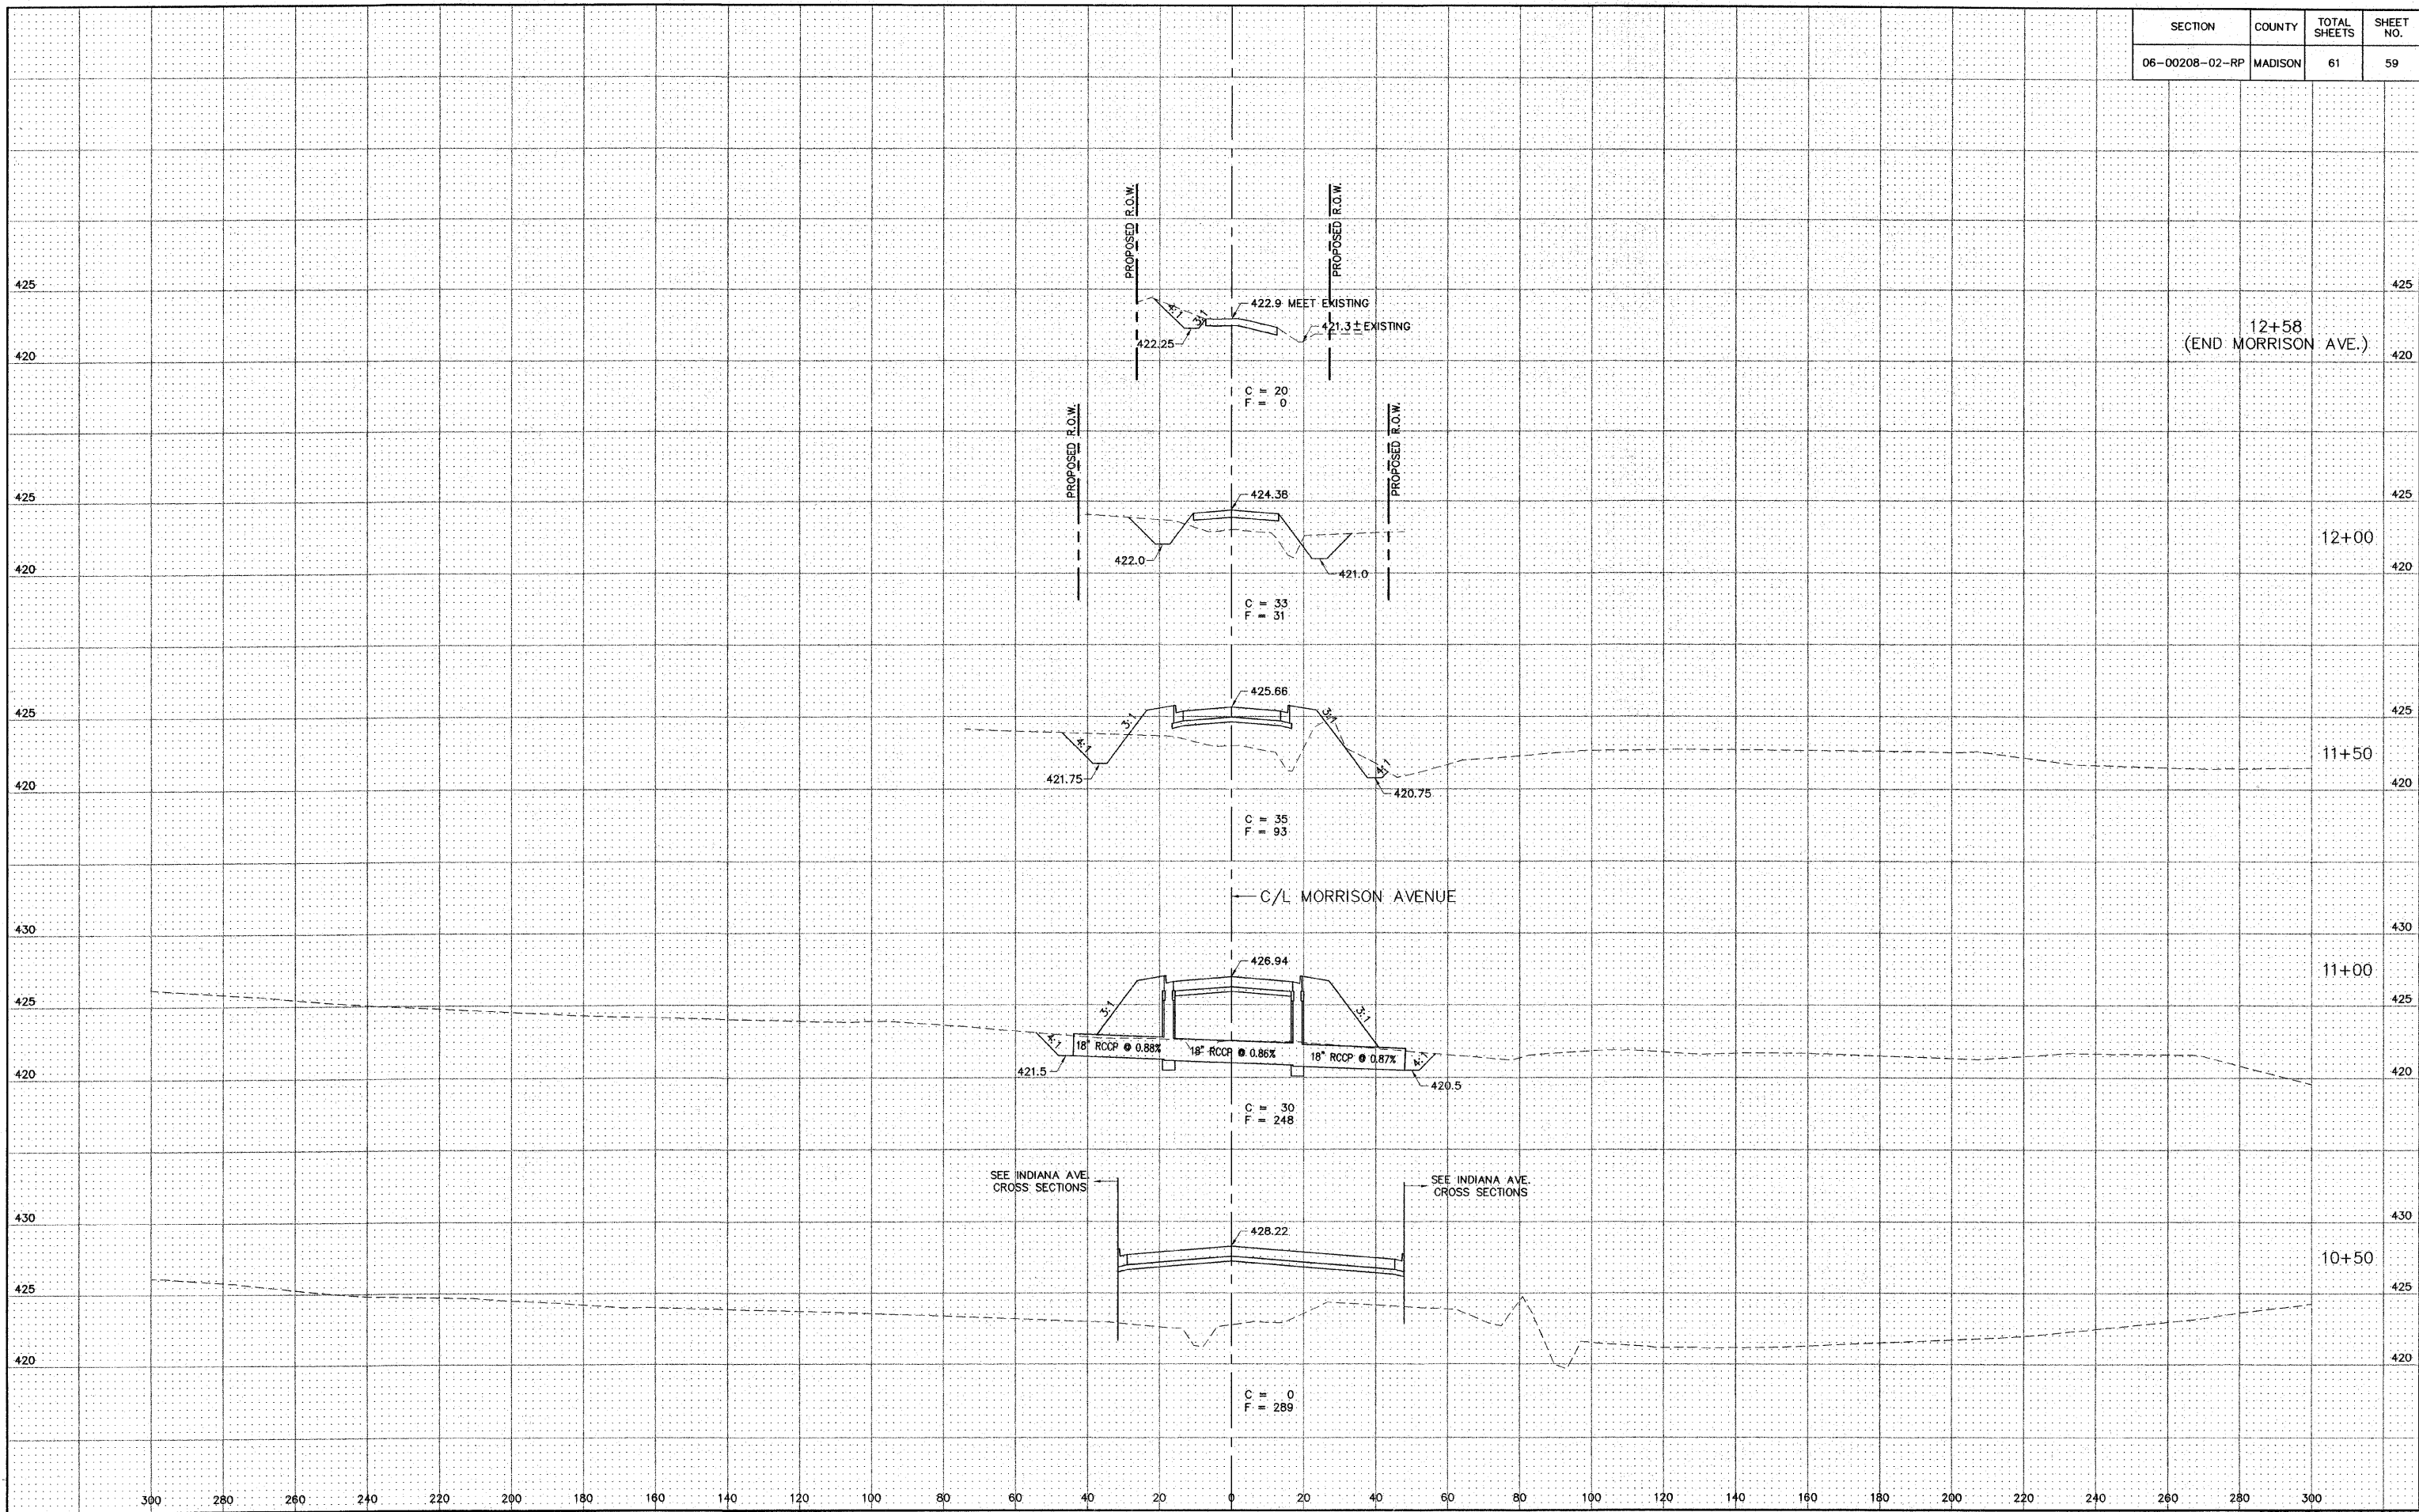 SECTION COUNTY TOTAL SHEETS SHEET NO.
06-00208-02-RP MADISON 61 59
PROPOSED R.O.W.
PROPOSED R.O.W.
425
425
4:1
3:1
422.9 MEET EXISTING
421.3± EXISTING
422.25
12+58
(END MORRISON AVE.)
420
420
C = 20
F = 0
PROPOSED R.O.W.
PROPOSED R.O.W.
425
424.38
425
12+00
422.0
421.0
420
420
C = 33
F = 31
425.66
425
425
3:1
3:1
4:1
4:1
11+50
421.75
420.75
420
420
C = 35
F = 93
C/L MORRISON AVENUE
430
430
426.94
11+00
425
425
3:1
3:1
4:1
18" RCCP @ 0.88%
18" RCCP @ 0.86%
18" RCCP @ 0.87%
4:1
421.5
420.5
420
420
C = 30
F = 248
SEE INDIANA AVE.
CROSS SECTIONS
SEE INDIANA AVE.
CROSS SECTIONS
430
430
428.22
10+50
425
425
420
420
C = 0
F = 289
300 280 260 240 220 200 180 160 140 120 100 80 60 40 20 0 20 40 60 80 100 120 140 160 180 200 220 240 260 280 300